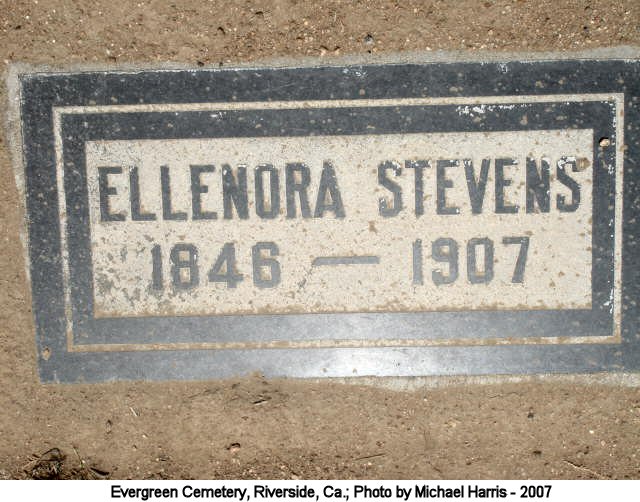 ELLENORA STEVENS
1846 — 1907
Evergreen Cemetery, Riverside, Ca.; Photo by Michael Harris - 2007